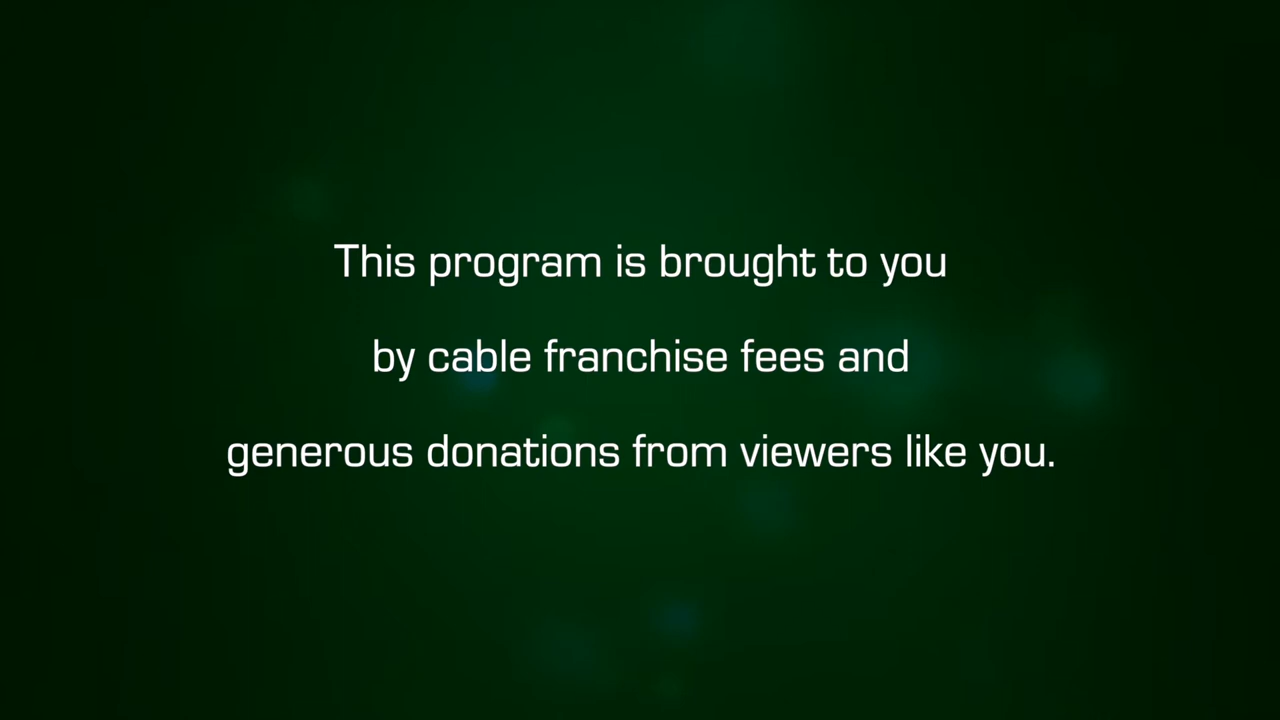 This program is brought to you
by cable franchise fees and
generous donations from viewers like you.